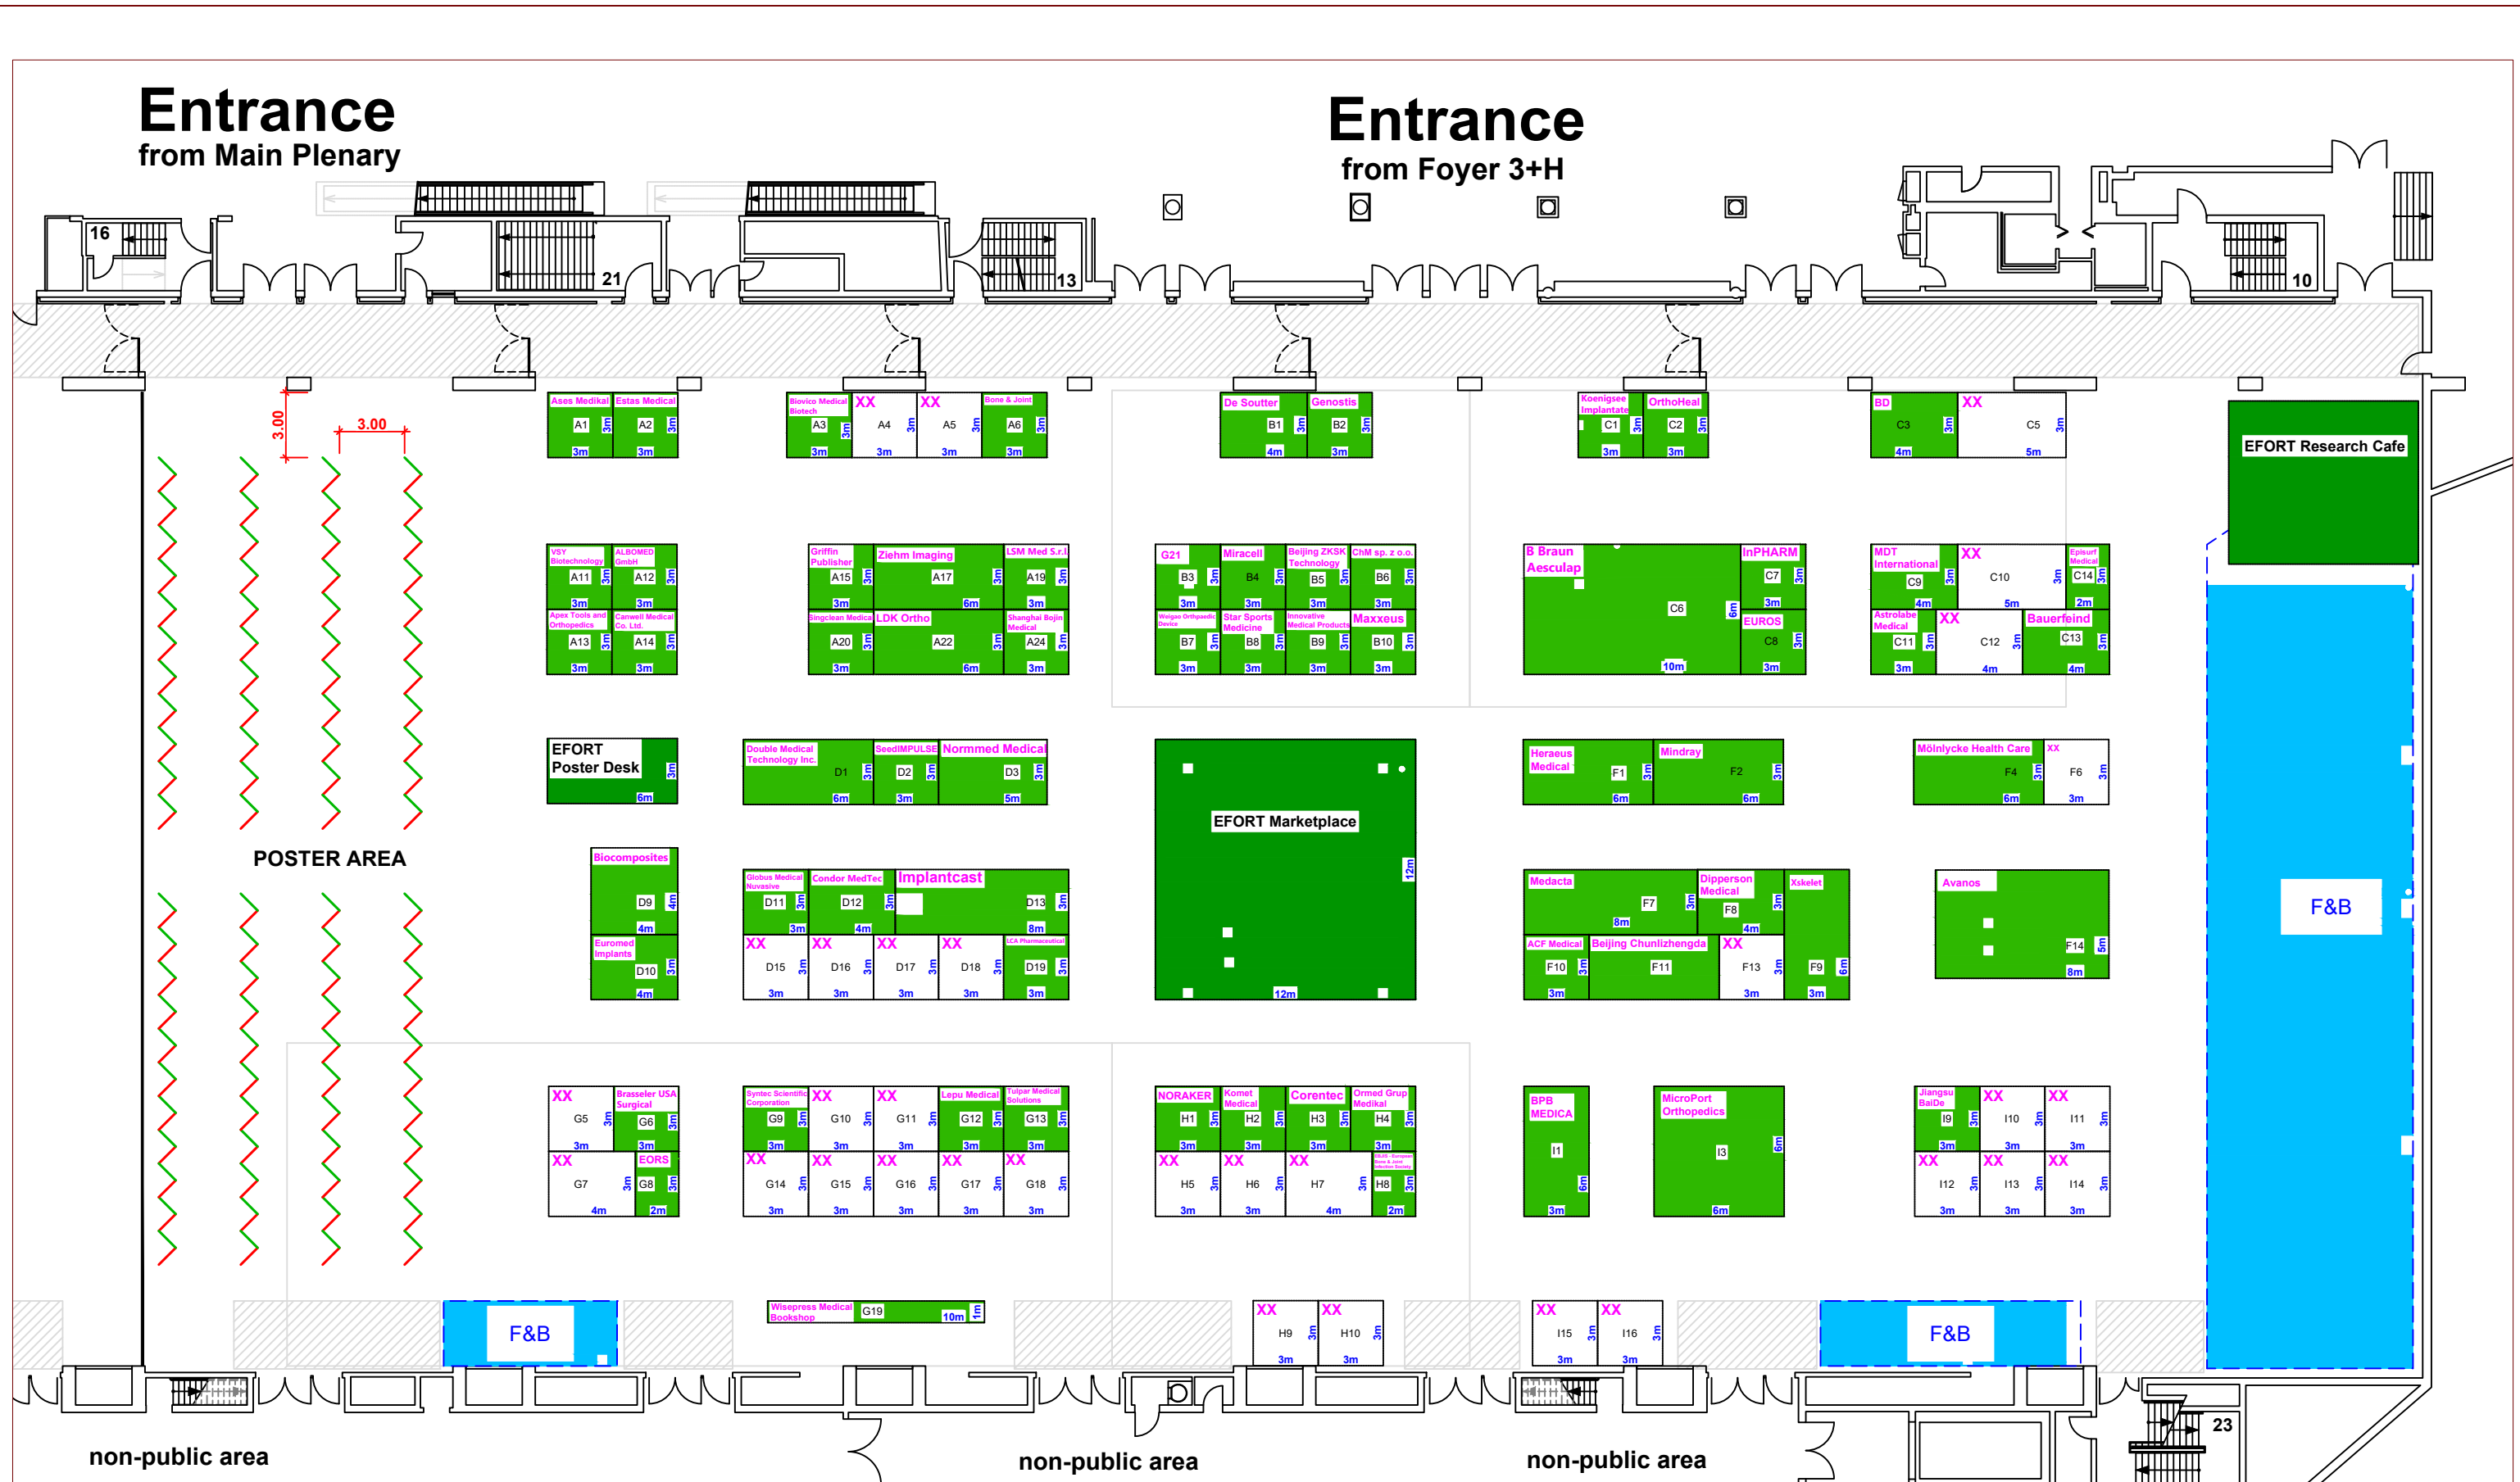 Entrance
from Main Plenary
Entrance
from Foyer 3+H
16
21
13
10
3.00
3.00
Ases Medikal
A1
3m
3m
Estas Medical
A2
3m
3m
Biovico Medical
Biotech
A3
3m
3m
XX
A4
3m
3m
XX
A5
3m
3m
Bone & Joint
A6
3m
3m
De Soutter
B1
3m
4m
Genostis
B2
3m
3m
Koenigsee
Implantate
C1
3m
3m
OrthoHeal
C2
3m
3m
BD
C3
3m
4m
XX
C5
3m
5m
EFORT Research Cafe
VSY
Biotechnology
A11
3m
3m
ALBOMED
GmbH
A12
3m
3m
Apex Tools and
Orthopedics
A13
3m
3m
Canwell Medical
Co. Ltd.
A14
3m
3m
Griffin
Publisher
A15
3m
3m
Ziehm Imaging
A17
3m
6m
LSM Med S.r.l.
A19
3m
3m
Singclean Medical
A20
3m
3m
LDK Ortho
A22
3m
6m
Shanghai Bojin
Medical
A24
3m
3m
G21
B3
3m
3m
Miracell
B4
3m
3m
Beijing ZKSK
Technology
B5
3m
3m
ChM sp. z o.o.
B6
3m
3m
Weigao Orthpaedic
Device
B7
3m
3m
Star Sports
Medicine
B8
3m
3m
Innovative
Medical Products
B9
3m
3m
Maxxeus
B10
3m
3m
B Braun
Aesculap
C6
6m
10m
InPHARM
C7
3m
3m
EUROS
C8
3m
3m
MDT
International
C9
3m
4m
XX
C10
3m
5m
Episurf
Medical
C14
3m
2m
Astrolabe
Medical
C11
3m
3m
XX
C12
3m
4m
Bauerfeind
C13
3m
4m
EFORT
Poster Desk
3m
6m
Double Medical
Technology Inc.
D1
3m
6m
SeedIMPULSE
D2
3m
3m
Normmed Medical
D3
3m
5m
EFORT Marketplace
12m
12m
Heraeus
Medical
F1
3m
6m
Mindray
F2
3m
6m
Mölnlycke Health Care
F4
3m
6m
XX
F6
3m
3m
POSTER AREA
Biocomposites
D9
4m
4m
Euromed
Implants
D10
3m
4m
Globus Medical
Nuvasive
D11
3m
3m
Condor MedTec
D12
3m
4m
Implantcast
D13
3m
8m
XX
D15
3m
3m
XX
D16
3m
3m
XX
D17
3m
3m
XX
D18
3m
3m
LCA Pharmaceutical
D19
3m
3m
Medacta
F7
3m
8m
Dipperson
Medical
F8
3m
4m
Xskelet
F9
6m
3m
ACF Medical
F10
3m
3m
Beijing Chunlizhengda
F11
XX
F13
3m
3m
Avanos
F14
5m
8m
F&B
XX
G5
3m
3m
Brasseler USA
Surgical
G6
3m
3m
XX
G7
3m
4m
EORS
G8
3m
2m
Syntec Scientific
Corporation
G9
3m
3m
XX
G10
3m
3m
XX
G11
3m
3m
Lepu Medical
G12
3m
3m
Tulpar Medical
Solutions
G13
3m
3m
XX
G14
3m
3m
XX
G15
3m
3m
XX
G16
3m
3m
XX
G17
3m
3m
XX
G18
3m
3m
NORAKER
H1
3m
3m
Komet
Medical
H2
3m
3m
Corentec
H3
3m
3m
Ormed Grup
Medikal
H4
3m
3m
XX
H5
3m
3m
XX
H6
3m
3m
XX
H7
3m
4m
EBJIS - European
Bone & Joint
Infection Society
H8
3m
2m
BPB
MEDICA
I1
6m
3m
MicroPort
Orthopedics
I3
6m
6m
Jiangsu
BaiDe
I9
3m
3m
XX
I10
3m
3m
XX
I11
3m
3m
XX
I12
3m
3m
XX
I13
3m
3m
XX
I14
3m
3m
F&B
Wisepress Medical
Bookshop
G19
10m
1m
XX
H9
3m
3m
XX
H10
3m
3m
XX
I15
3m
3m
XX
I16
3m
3m
F&B
23
non-public area
non-public area
non-public area